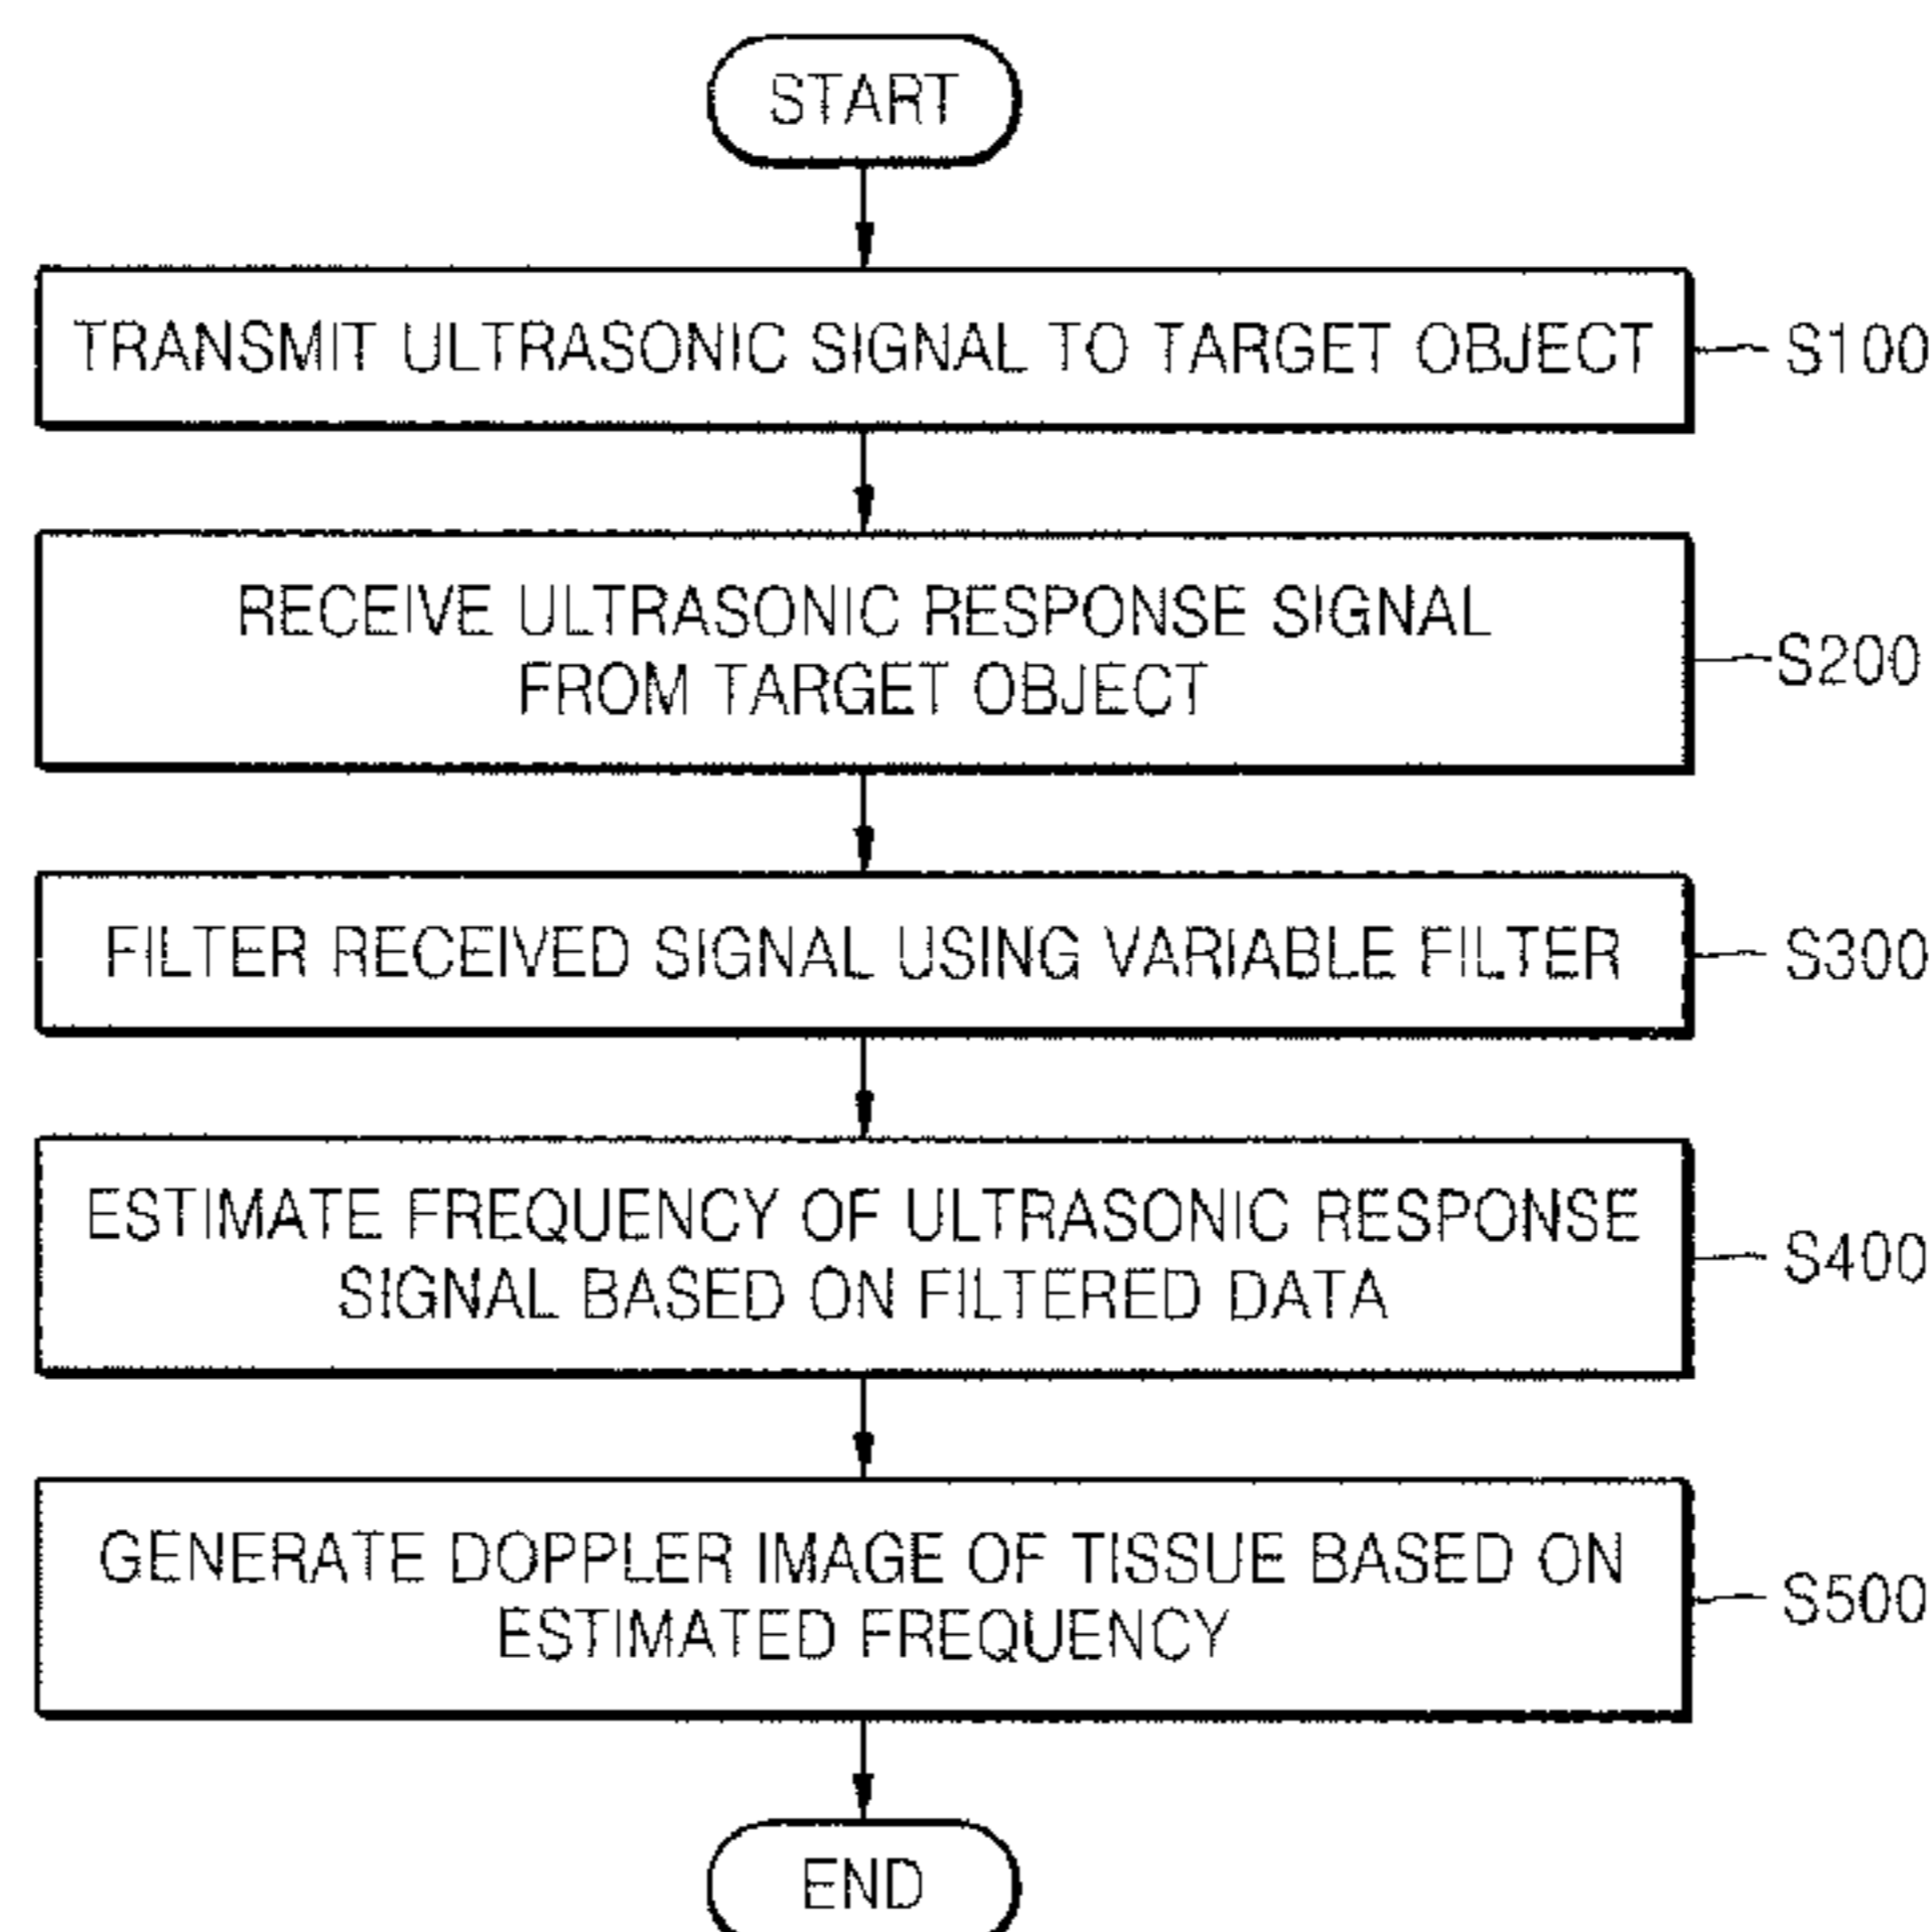 START
TRANSMIT ULTRASONIC SIGNAL TO TARGET OBJECT
S100
RECEIVE ULTRASONIC RESPONSE SIGNAL
FROM TARGET OBJECT
S200
FILTER RECEIVED SIGNAL USING VARIABLE FILTER
S300
ESTIMATE FREQUENCY OF ULTRASONIC RESPONSE
SIGNAL BASED ON FILTERED DATA
S400
GENERATE DOPPLER IMAGE OF TISSUE BASED ON
ESTIMATED FREQUENCY
S500
END